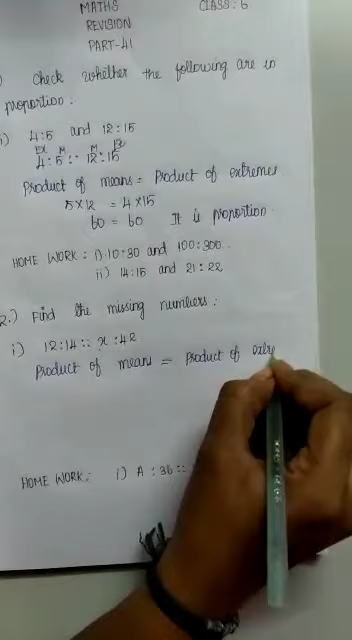 MATHS CLASS: 6
REVISION
PART-41
Check whether the following are in
proportion:
i) 4:5 and 12:15
EX M M EX
4:5 :: 12:15
Product of means = Product of extremes
5×12 = 4×15
60 = 60 It is proportion.
HOME WORK: i) 10:30 and 100:300.
ii) 14:15 and 21:22
2.) Find the missing numbers:
i) 12:14 :: x:42
Product of means = Product of extre
HOME WORK: i) A:36::